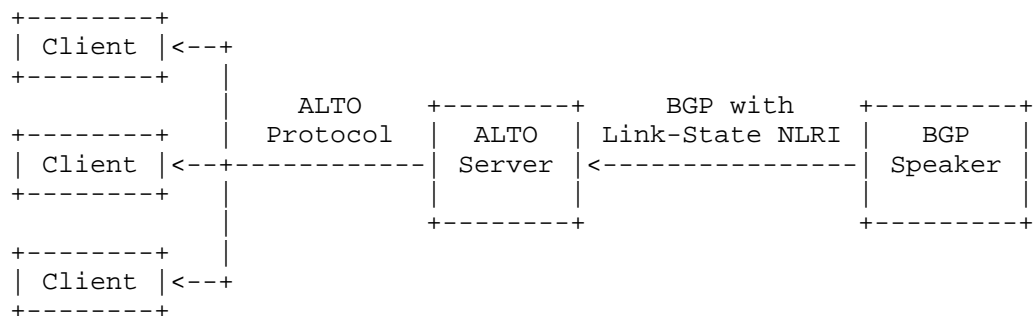 +--------+
| Client |<--+
+--------+   |
             |    ALTO    +--------+     BGP with    +---------+
+--------+   |  Protocol  |  ALTO  | Link-State NLRI |   BGP   |
| Client |<--+------------| Server |<----------------| Speaker |
+--------+   |            |        |                 |         |
             |            +--------+                 +---------+
+--------+   |
| Client |<--+
+--------+